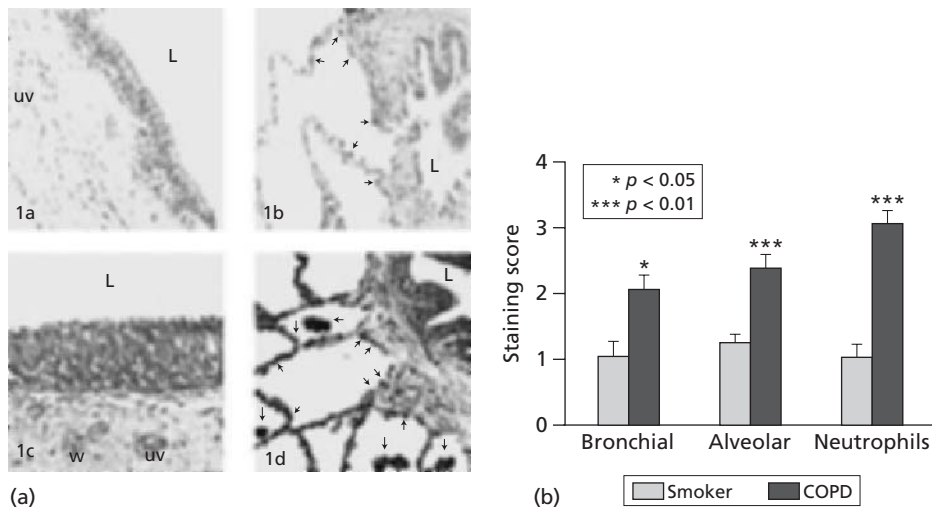 L
uv
1a
1b
L
L
1c
w
uv
L
1d
(a)
4
3
2
1
0
Staining score
* p < 0.05
*** p < 0.01
*
***
***
Bronchial Alveolar Neutrophils
Smoker COPD
(b)